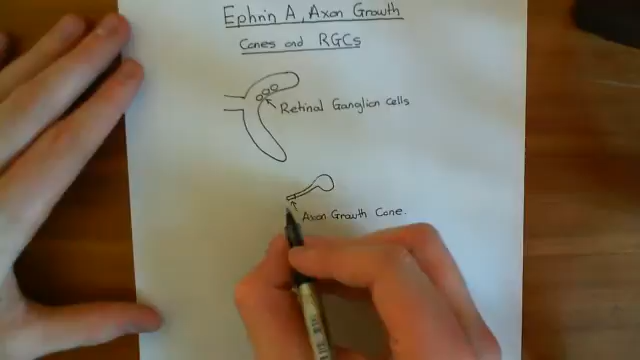 Ephrin A, Axon Growth
Cones and RGCs
Retinal Ganglion cells
Axon Growth Cone.